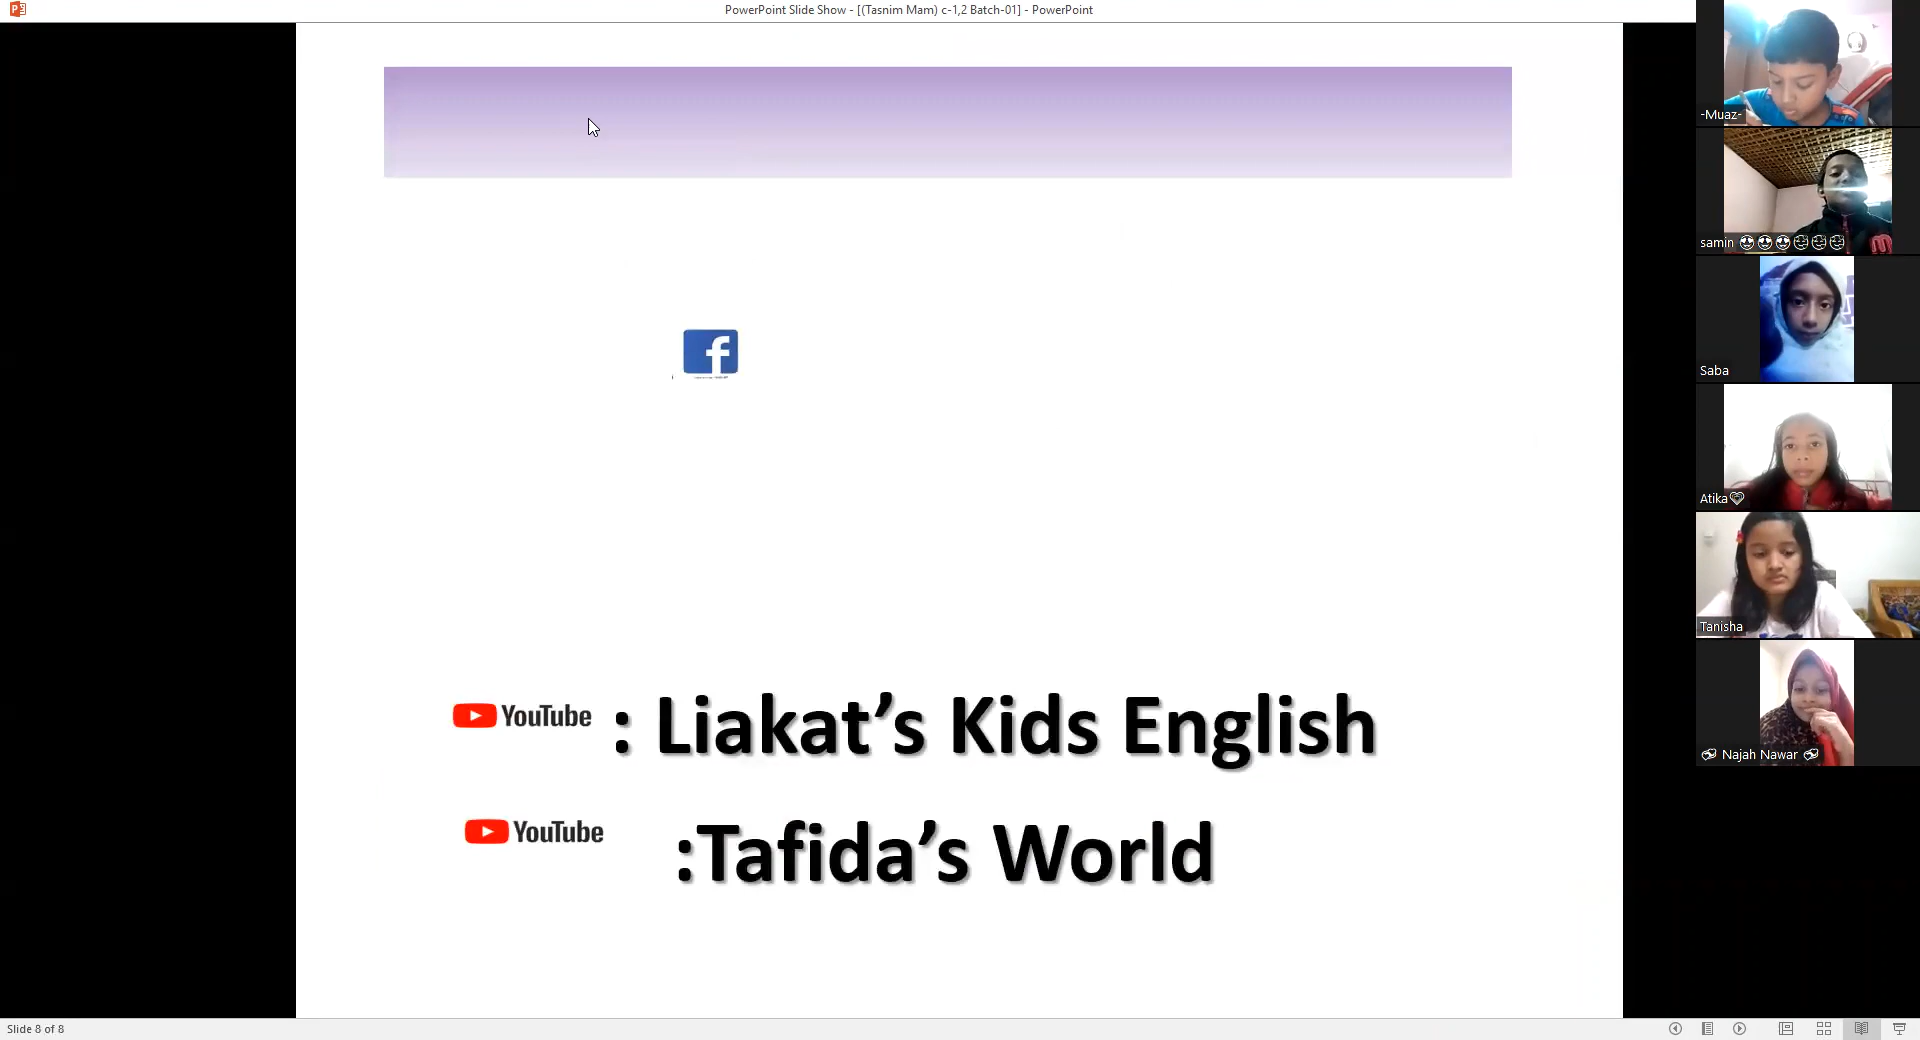 PowerPoint Slide Show - [(Tasnim Mam) c-1,2 Batch-01] - PowerPoint
-Muaz-
samin 😍😍😍🥰🥰🥰
Saba
Atika💖
Tanisha
Najah Nawar
f
YouTube : Liakat’s Kids English
YouTube :Tafida’s World
Slide 8 of 8